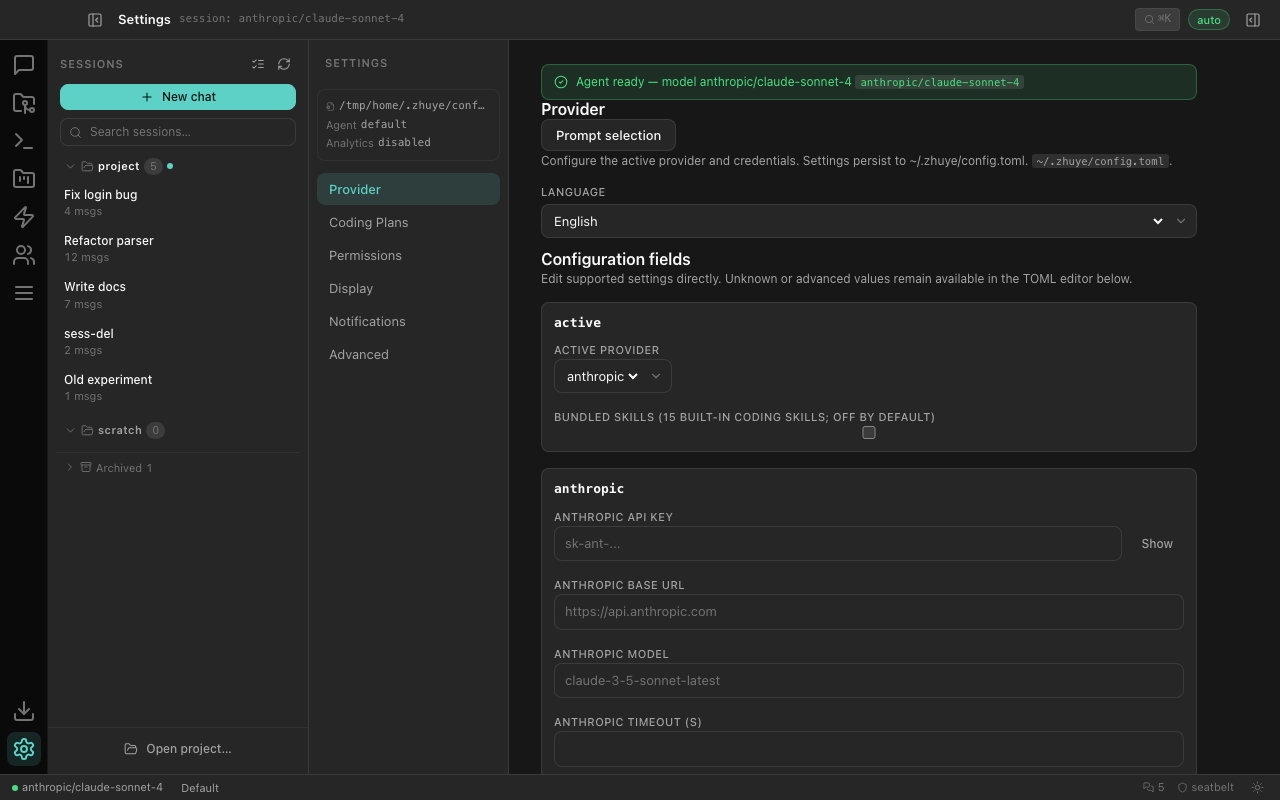 Settings session: anthropic/claude-sonnet-4
⌘K
auto
SESSIONS
New chat
Search sessions...
project 5
Fix login bug
4 msgs
Refactor parser
12 msgs
Write docs
7 msgs
sess-del
2 msgs
Old experiment
1 msgs
scratch 0
Archived 1
Open project...
SETTINGS
/tmp/home/.zhuye/conf…
Agent default
Analytics disabled
Provider
Coding Plans
Permissions
Display
Notifications
Advanced
Agent ready — model anthropic/claude-sonnet-4 anthropic/claude-sonnet-4
Provider
Prompt selection
Configure the active provider and credentials. Settings persist to ~/.zhuye/config.toml. ~/.zhuye/config.toml.
LANGUAGE
English
Configuration fields
Edit supported settings directly. Unknown or advanced values remain available in the TOML editor below.
active
ACTIVE PROVIDER
anthropic
BUNDLED SKILLS (15 BUILT-IN CODING SKILLS; OFF BY DEFAULT)
anthropic
ANTHROPIC API KEY
sk-ant-...
Show
ANTHROPIC BASE URL
https://api.anthropic.com
ANTHROPIC MODEL
claude-3-5-sonnet-latest
ANTHROPIC TIMEOUT (S)
anthropic/claude-sonnet-4 Default
5 seatbelt